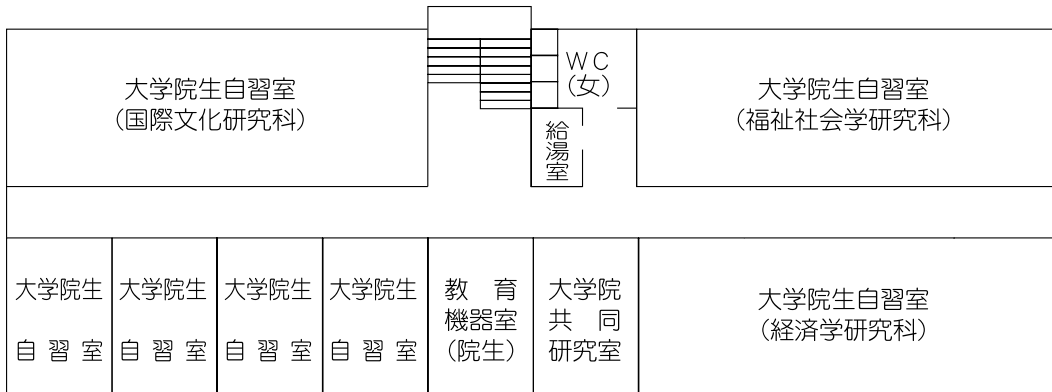 大学院生自習室
(国際文化研究科)
WC
(女)
給湯室
大学院生自習室
(福祉社会学研究科)
大学院生
自習室
大学院生
自習室
大学院生
自習室
大学院生
自習室
教育
機器室
(院生)
大学院
共同
研究室
大学院生自習室
(経済学研究科)